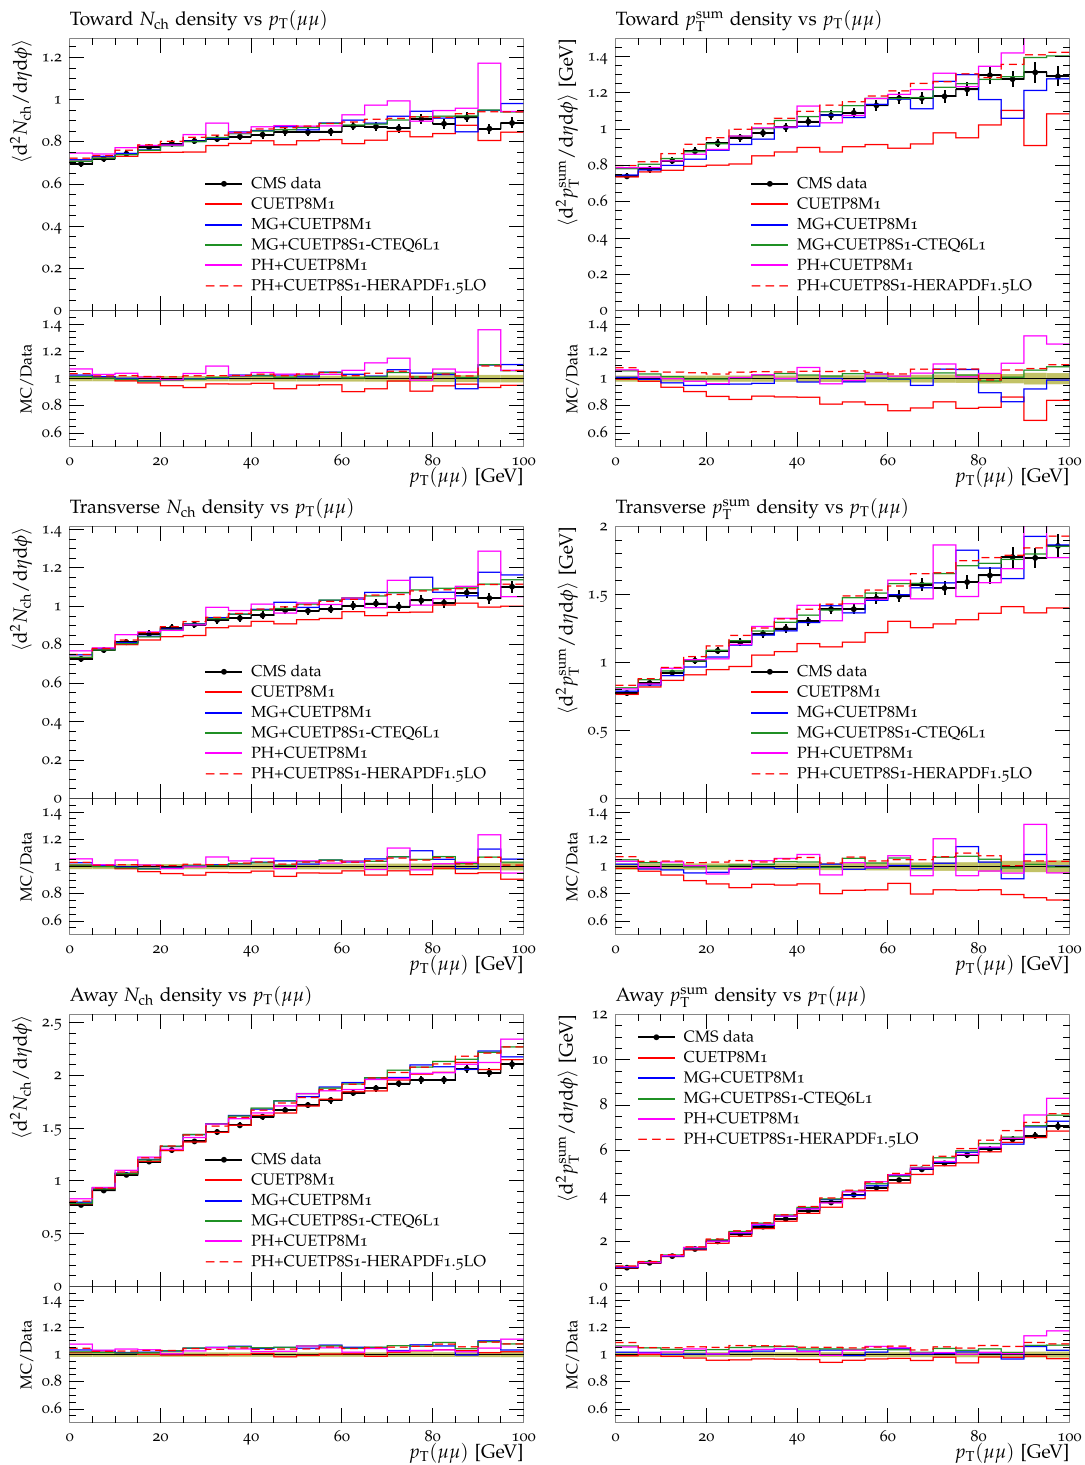 Toward N_ch density vs p_T(μμ)
⟨d²N_ch/dηdϕ⟩
1.2
1
0.8
0.6
0.4
0.2
0
CMS data
CUETP8M1
MG+CUETP8M1
MG+CUETP8S1-CTEQ6L1
PH+CUETP8M1
PH+CUETP8S1-HERAPDF1.5LO
MC/Data
1.4
1.2
1
0.8
0.6
0 20 40 60 80 100
p_T(μμ) [GeV]
Toward p_T^sum density vs p_T(μμ)
⟨d²p_T^sum/dηdϕ⟩ [GeV]
1.4
1.2
1
0.8
0.6
0.4
0.2
0
CMS data
CUETP8M1
MG+CUETP8M1
MG+CUETP8S1-CTEQ6L1
PH+CUETP8M1
PH+CUETP8S1-HERAPDF1.5LO
MC/Data
1.4
1.2
1
0.8
0.6
0 20 40 60 80 100
p_T(μμ) [GeV]
Transverse N_ch density vs p_T(μμ)
⟨d²N_ch/dηdϕ⟩
1.4
1.2
1
0.8
0.6
0.4
0.2
0
CMS data
CUETP8M1
MG+CUETP8M1
MG+CUETP8S1-CTEQ6L1
PH+CUETP8M1
PH+CUETP8S1-HERAPDF1.5LO
MC/Data
1.4
1.2
1
0.8
0.6
0 20 40 60 80 100
p_T(μμ) [GeV]
Transverse p_T^sum density vs p_T(μμ)
⟨d²p_T^sum/dηdϕ⟩ [GeV]
2
1.5
1
0.5
0
CMS data
CUETP8M1
MG+CUETP8M1
MG+CUETP8S1-CTEQ6L1
PH+CUETP8M1
PH+CUETP8S1-HERAPDF1.5LO
MC/Data
1.4
1.2
1
0.8
0.6
0 20 40 60 80 100
p_T(μμ) [GeV]
Away N_ch density vs p_T(μμ)
⟨d²N_ch/dηdϕ⟩
2.5
2
1.5
1
0.5
0
CMS data
CUETP8M1
MG+CUETP8M1
MG+CUETP8S1-CTEQ6L1
PH+CUETP8M1
PH+CUETP8S1-HERAPDF1.5LO
MC/Data
1.4
1.2
1
0.8
0.6
0 20 40 60 80 100
p_T(μμ) [GeV]
Away p_T^sum density vs p_T(μμ)
⟨d²p_T^sum/dηdϕ⟩ [GeV]
12
10
8
6
4
2
0
CMS data
CUETP8M1
MG+CUETP8M1
MG+CUETP8S1-CTEQ6L1
PH+CUETP8M1
PH+CUETP8S1-HERAPDF1.5LO
MC/Data
1.4
1.2
1
0.8
0.6
0 20 40 60 80 100
p_T(μμ) [GeV]